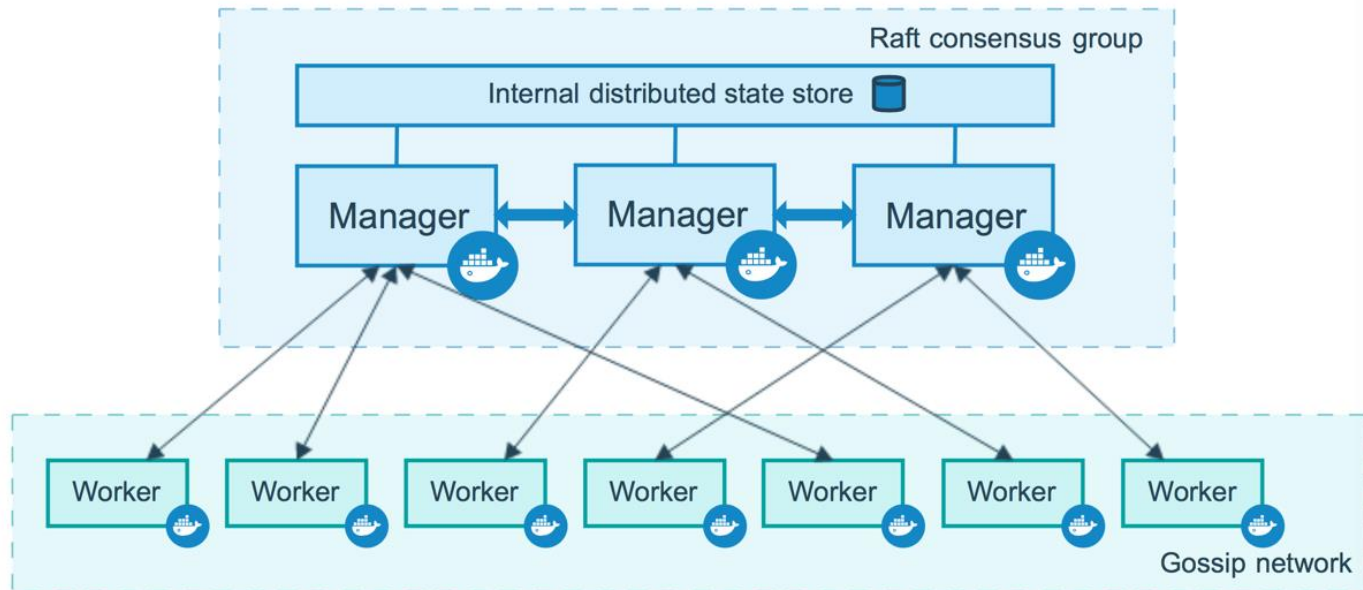 Raft consensus group
Internal distributed state store
Manager
Manager
Manager
Worker
Worker
Worker
Worker
Worker
Worker
Worker
Gossip network